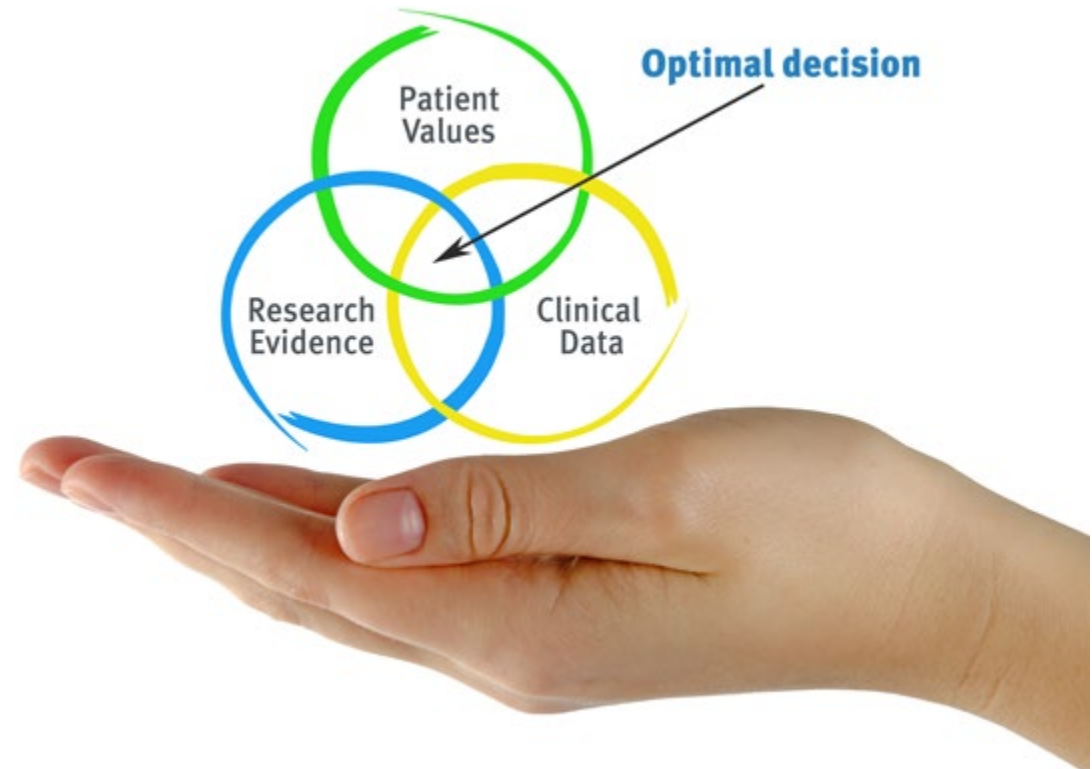 Optimal decision
Patient
Values
Research
Evidence
Clinical
Data